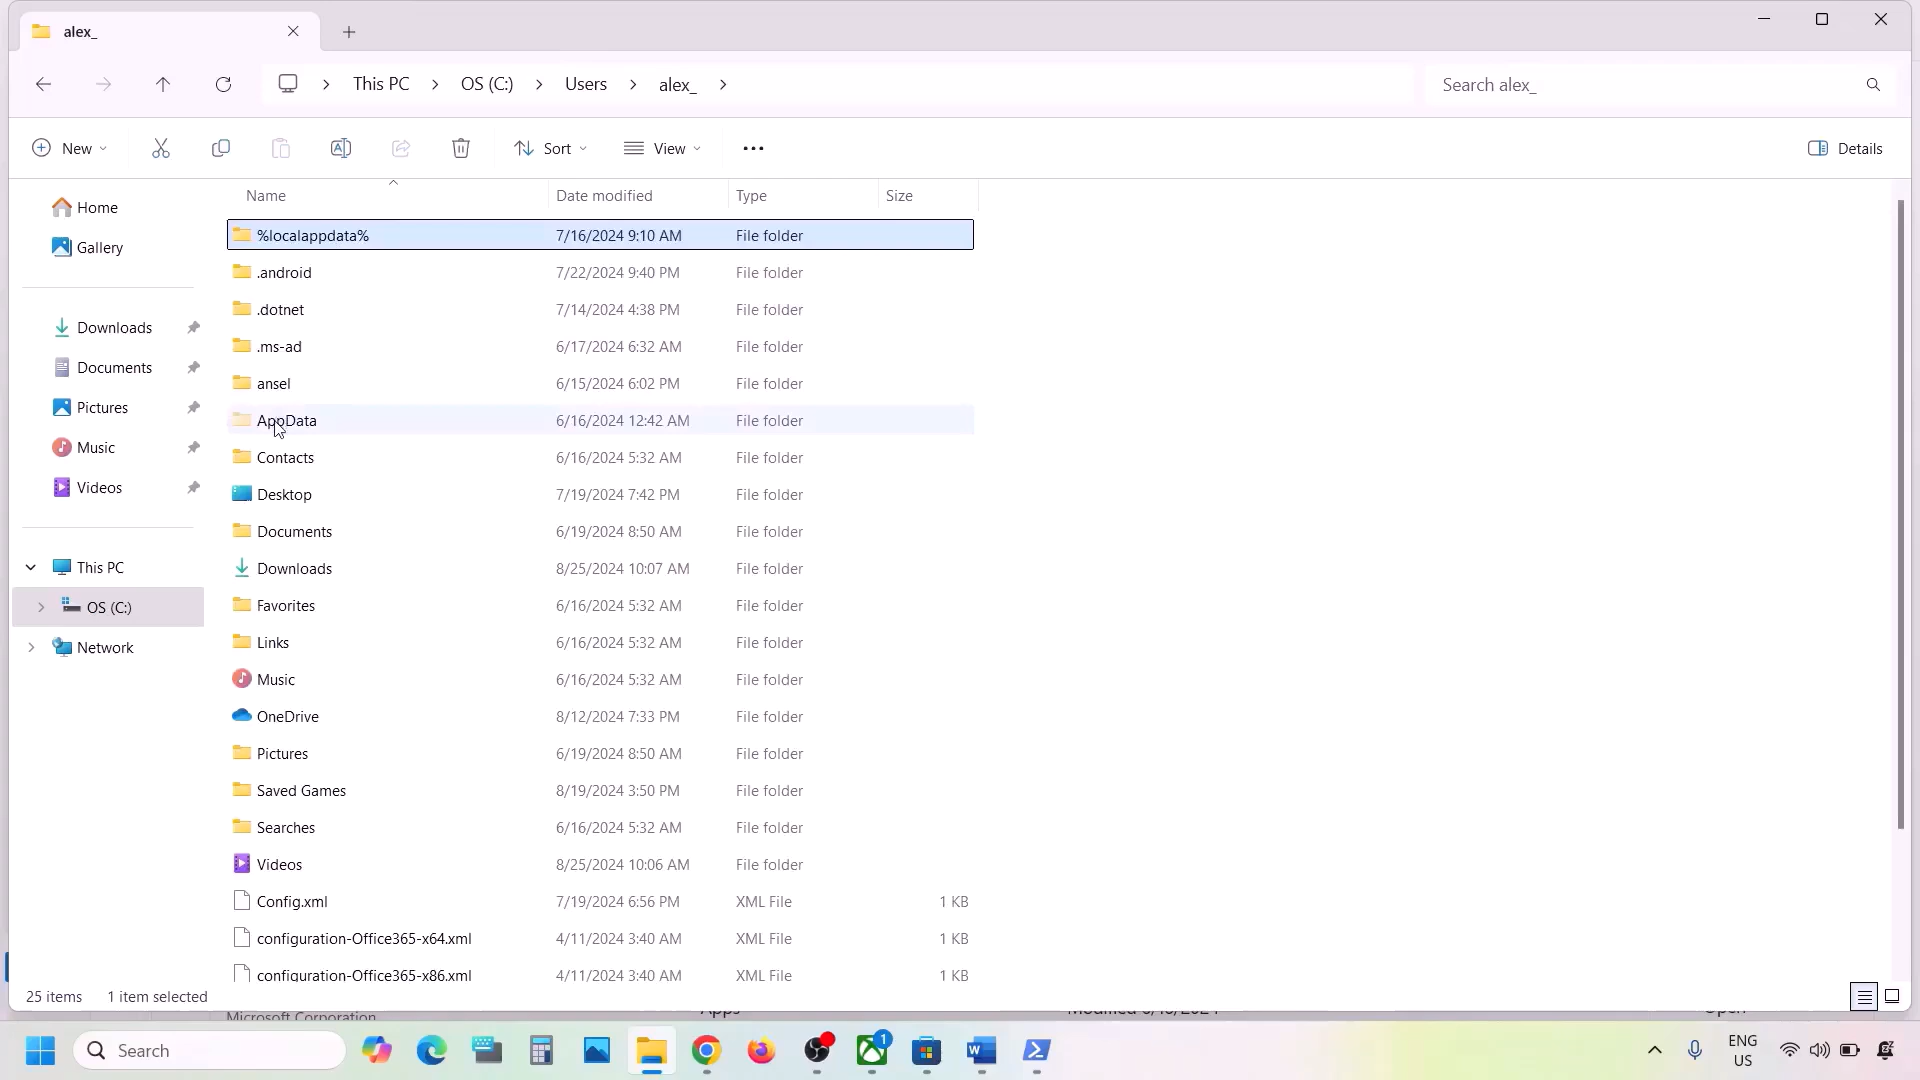 alex_
This PC > OS (C:) > Users > alex_ >
Search alex_
New
Sort
View
Details
Name Date modified Type Size
Home
Gallery
Downloads
Documents
Pictures
Music
Videos
This PC
OS (C:)
Network
%localappdata% 7/16/2024 9:10 AM File folder
.android 7/22/2024 9:40 PM File folder
.dotnet 7/14/2024 4:38 PM File folder
.ms-ad 6/17/2024 6:32 AM File folder
ansel 6/15/2024 6:02 PM File folder
AppData 6/16/2024 12:42 AM File folder
Contacts 6/16/2024 5:32 AM File folder
Desktop 7/19/2024 7:42 PM File folder
Documents 6/19/2024 8:50 AM File folder
Downloads 8/25/2024 10:07 AM File folder
Favorites 6/16/2024 5:32 AM File folder
Links 6/16/2024 5:32 AM File folder
Music 6/16/2024 5:32 AM File folder
OneDrive 8/12/2024 7:33 PM File folder
Pictures 6/19/2024 8:50 AM File folder
Saved Games 8/19/2024 3:50 PM File folder
Searches 6/16/2024 5:32 AM File folder
Videos 8/25/2024 10:06 AM File folder
Config.xml 7/19/2024 6:56 PM XML File 1 KB
configuration-Office365-x64.xml 4/11/2024 3:40 AM XML File 1 KB
configuration-Office365-x86.xml 4/11/2024 3:40 AM XML File 1 KB
25 items 1 item selected
Microsoft Corporation
Search
1
ENG
US